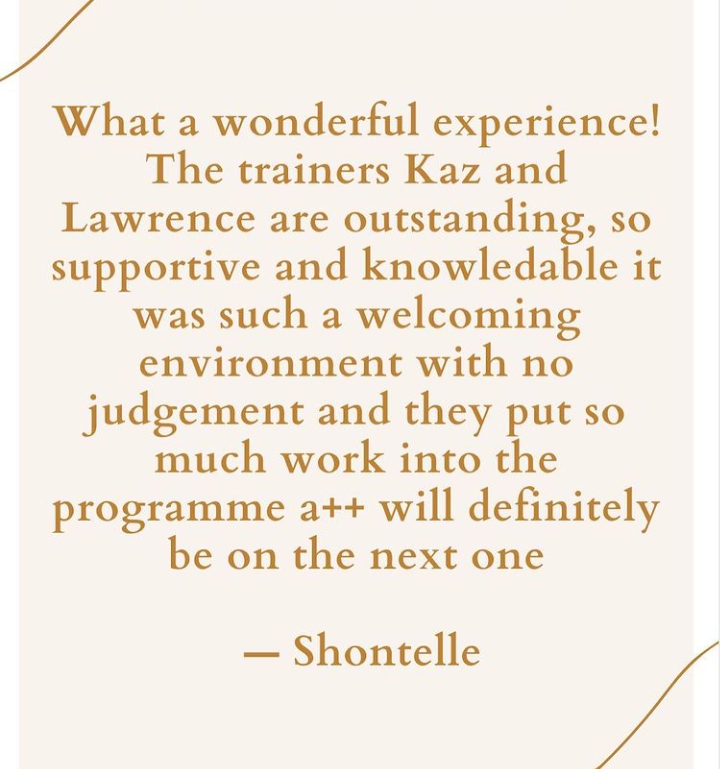 What a wonderful experience!
The trainers Kaz and
Lawrence are outstanding, so
supportive and knowledable it
was such a welcoming
environment with no
judgement and they put so
much work into the
programme a++ will definitely
be on the next one
— Shontelle